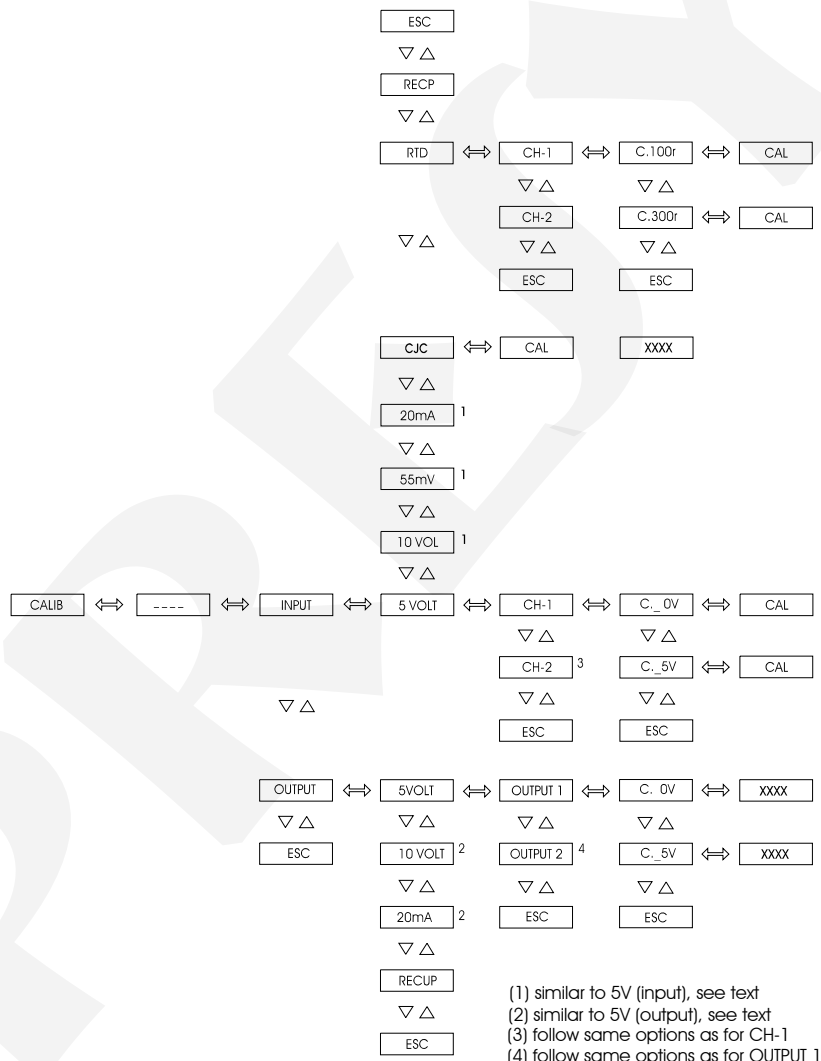 ESC
RECP
RTD CH-1 C.100r CAL
CH-2 C.300r CAL
ESC ESC
CJC CAL XXXX
20mA 1
55mV 1
10 VOL 1
CALIB ---- INPUT 5 VOLT CH-1 C._ 0V CAL
CH-2 3 C._5V CAL
ESC ESC
OUTPUT 5VOLT OUTPUT 1 C. 0V XXXX
ESC 10 VOLT 2 OUTPUT 2 4 C._5V XXXX
20mA 2 ESC ESC
RECUP
ESC
(1) similar to 5V (input), see text
(2) similar to 5V (output), see text
(3) follow same options as for CH-1
(4) follow same options as for OUTPUT 1